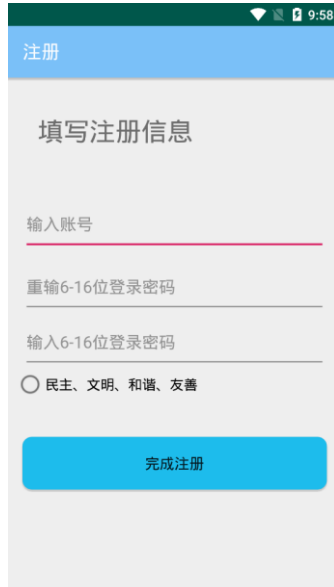 9:58
注册
填写注册信息
输入账号
重输6-16位登录密码
输入6-16位登录密码
民主、文明、和谐、友善
完成注册